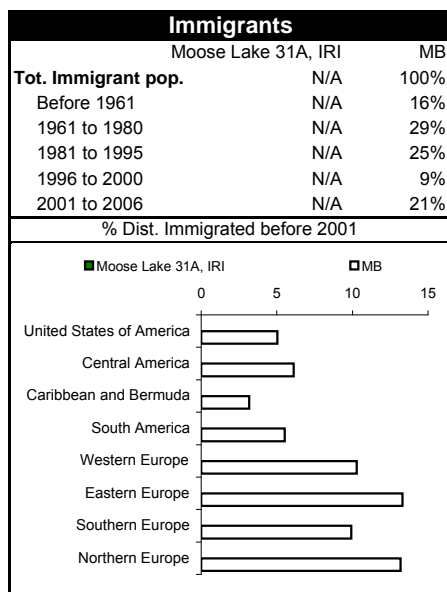 Immigrants
Moose Lake 31A, IRI MB
Tot. Immigrant pop. N/A 100%
Before 1961 N/A 16%
1961 to 1980 N/A 29%
1981 to 1995 N/A 25%
1996 to 2000 N/A 9%
2001 to 2006 N/A 21%
% Dist. Immigrated before 2001
Moose Lake 31A, IRI MB
0 5 10 15
United States of America
Central America
Caribbean and Bermuda
South America
Western Europe
Eastern Europe
Southern Europe
Northern Europe